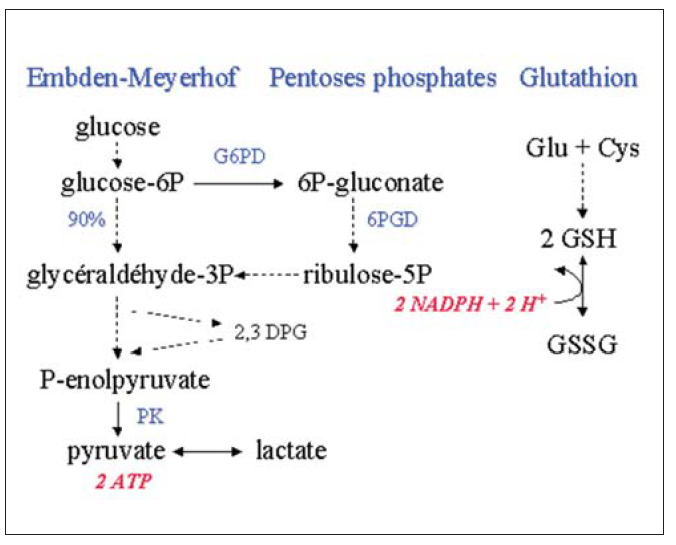 Embden-Meyerhof Pentoses phosphates Glutathion
glucose
Glu + Cys
G6PD
glucose-6P 6P-gluconate
90% 6PGD
2 GSH
glycéraldéhyde-3P ribulose-5P
2 NADPH + 2 H+
2,3 DPG
GSSG
P-enolpyruvate
PK
pyruvate lactate
2 ATP